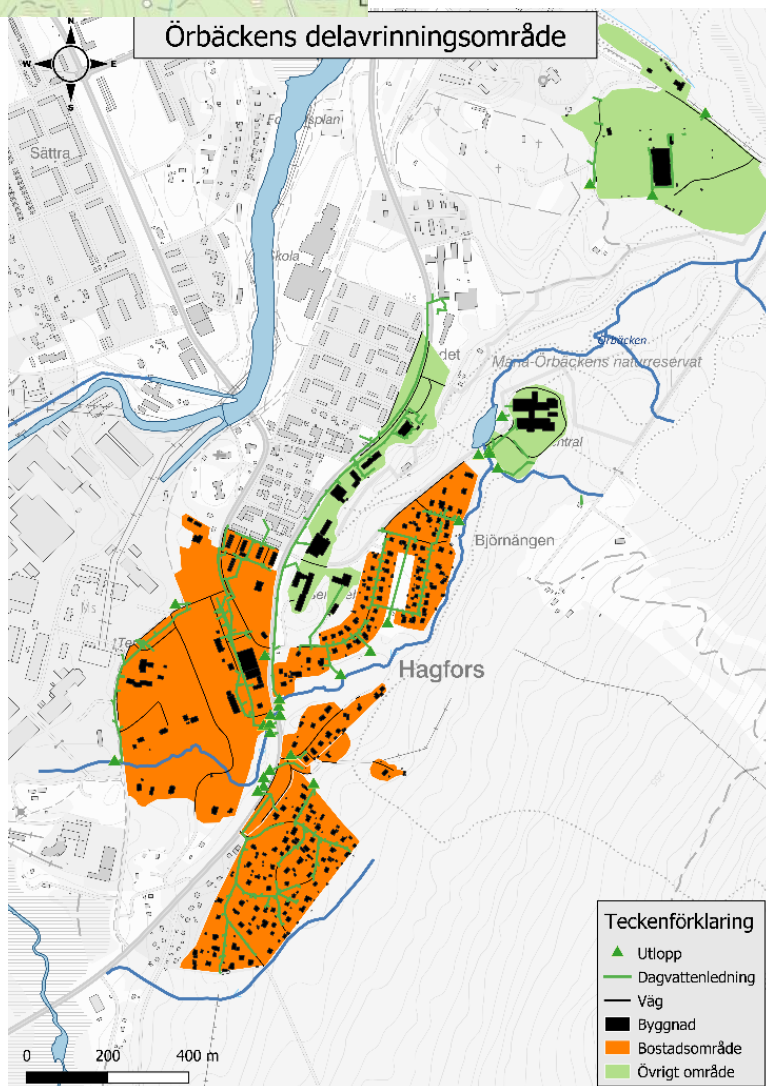 Örbäckens delavrinningsområde
N
W
E
S
Sättra
Skola
Örbäcken
Maria-Örbäckens naturreservat
Björnängen
Hagfors
Teckenförklaring
Utlopp
Dagvattenledning
Väg
Byggnad
Bostadsområde
Övrigt område
0 200 400 m